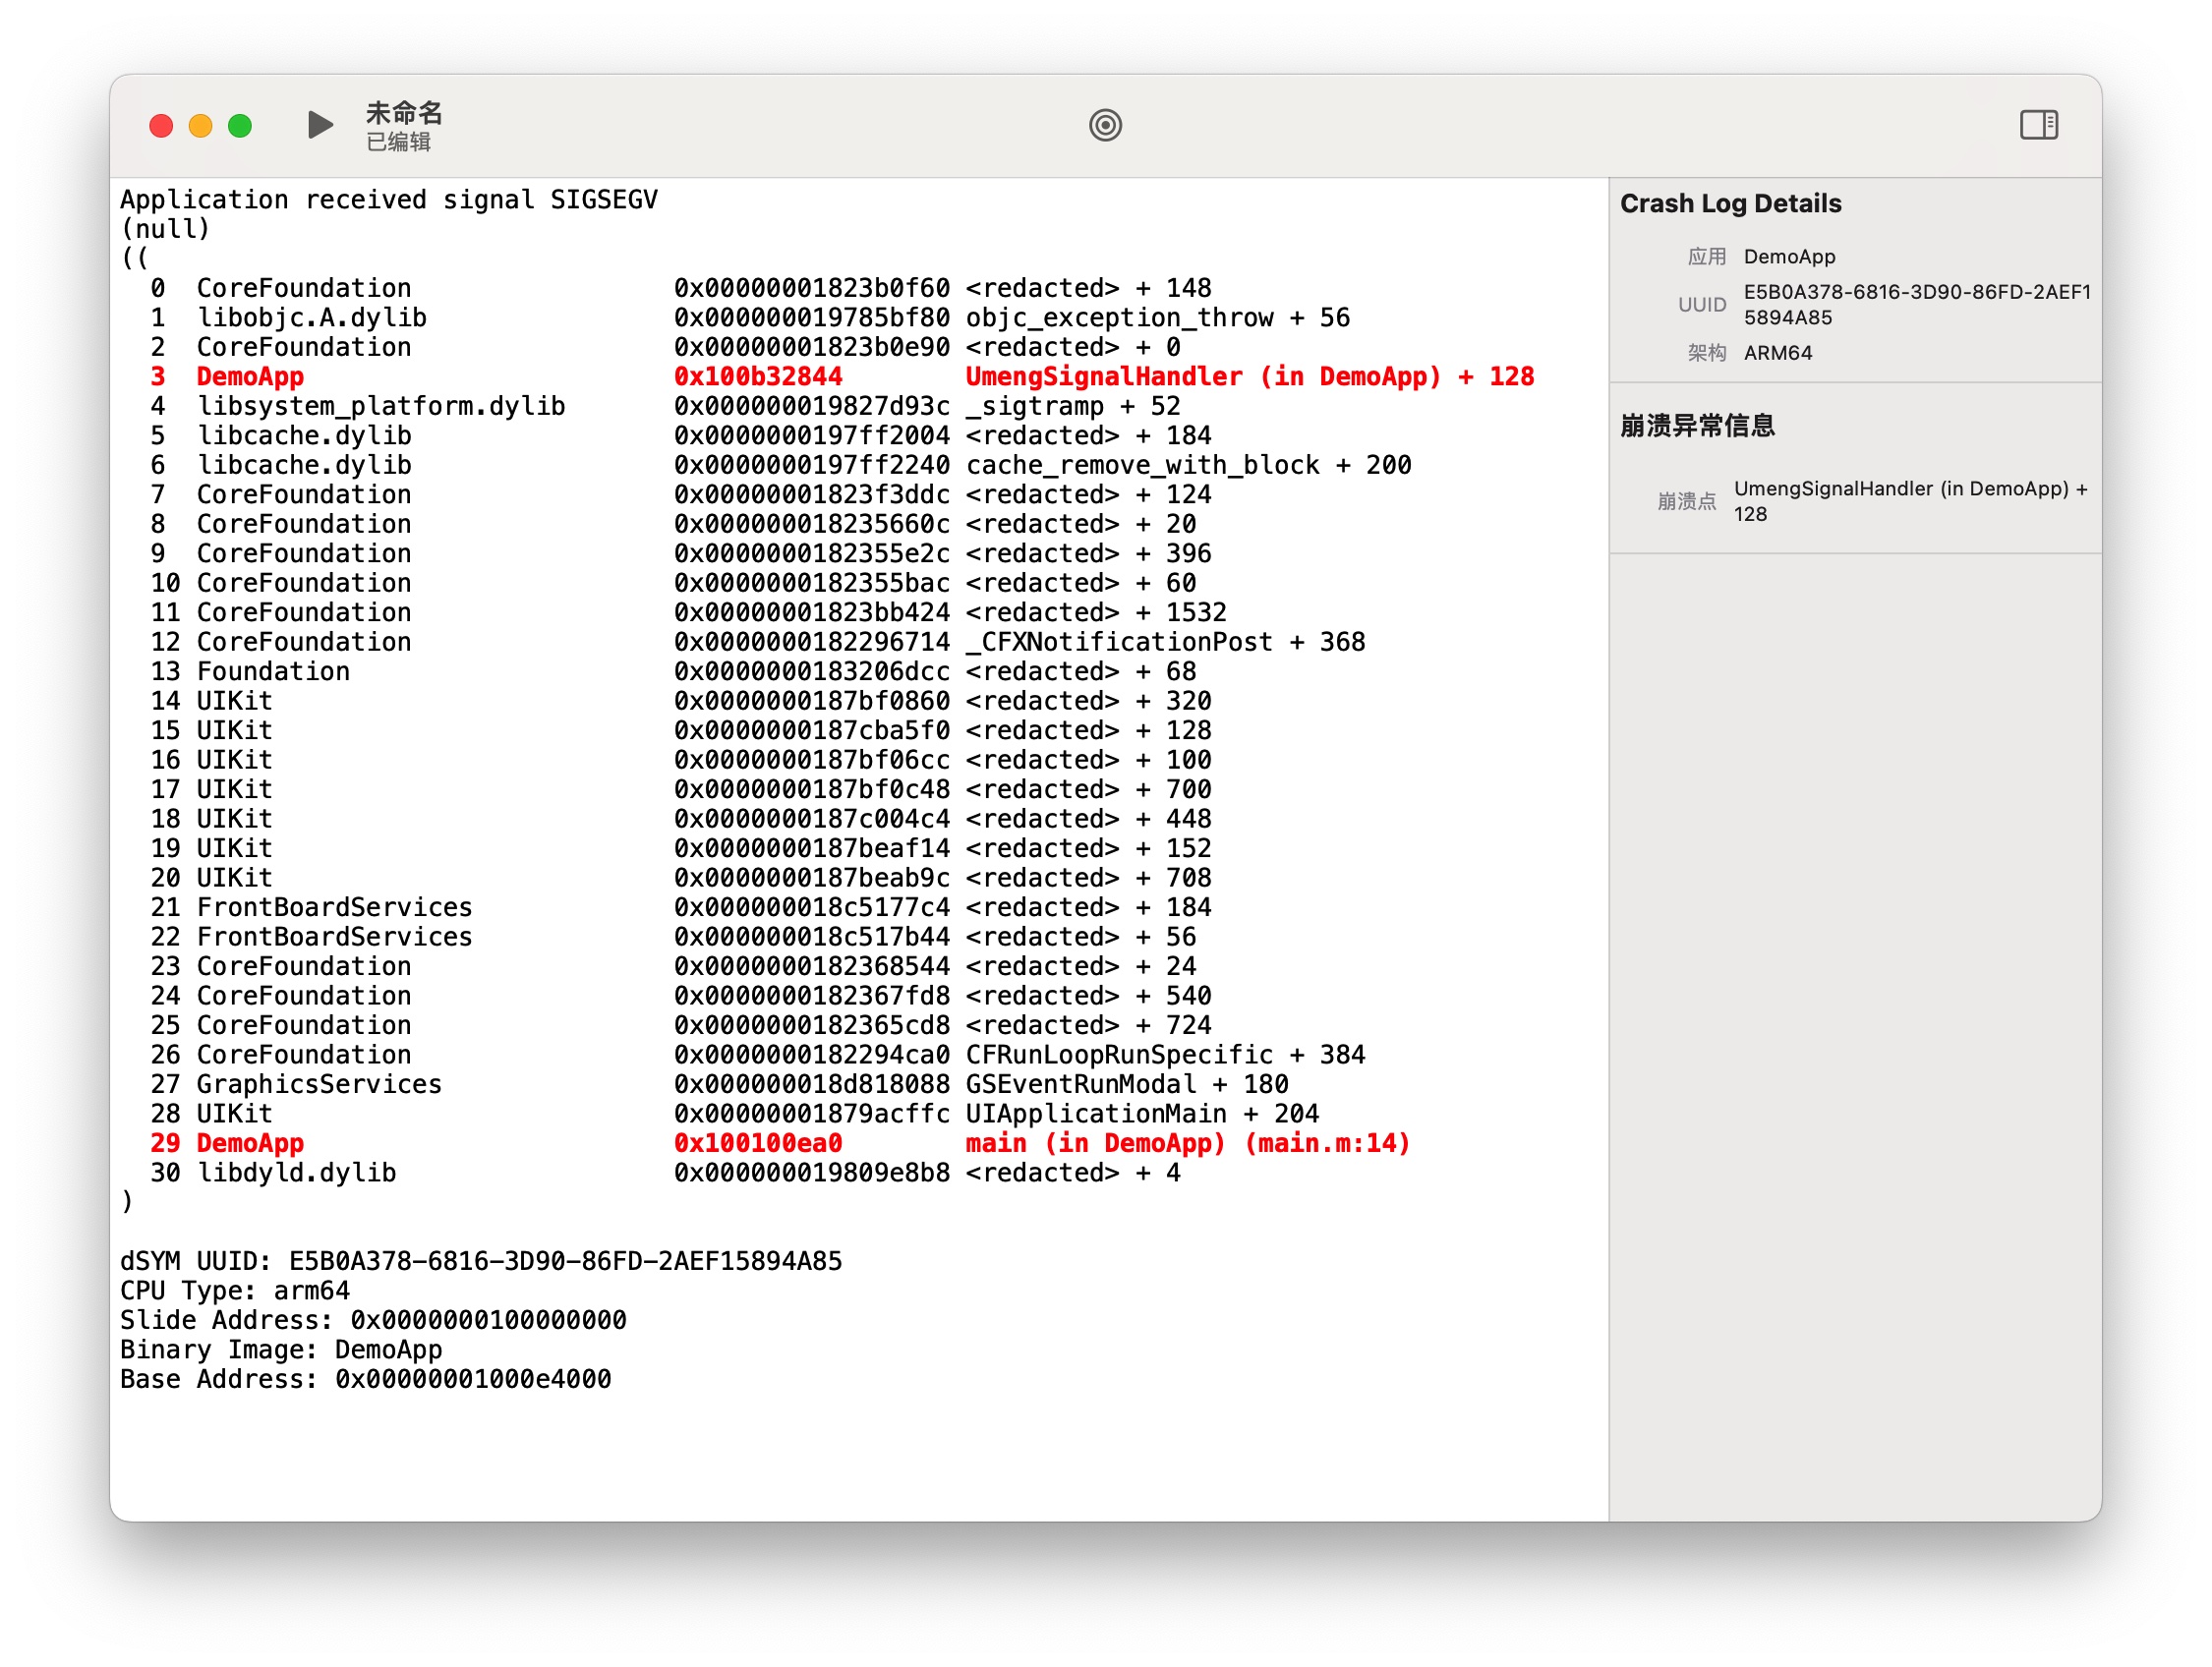 未命名
已编辑
Application received signal SIGSEGV
(null)
((
0 CoreFoundation 0x00000001823b0f60 <redacted> + 148
1 libobjc.A.dylib 0x000000019785bf80 objc_exception_throw + 56
2 CoreFoundation 0x00000001823b0e90 <redacted> + 0
3 DemoApp 0x100b32844 UmengSignalHandler (in DemoApp) + 128
4 libsystem_platform.dylib 0x000000019827d93c _sigtramp + 52
5 libcache.dylib 0x0000000197ff2004 <redacted> + 184
6 libcache.dylib 0x0000000197ff2240 cache_remove_with_block + 200
7 CoreFoundation 0x00000001823f3ddc <redacted> + 124
8 CoreFoundation 0x000000018235660c <redacted> + 20
9 CoreFoundation 0x0000000182355e2c <redacted> + 396
10 CoreFoundation 0x0000000182355bac <redacted> + 60
11 CoreFoundation 0x00000001823bb424 <redacted> + 1532
12 CoreFoundation 0x0000000182296714 _CFXNotificationPost + 368
13 Foundation 0x0000000183206dcc <redacted> + 68
14 UIKit 0x0000000187bf0860 <redacted> + 320
15 UIKit 0x0000000187cba5f0 <redacted> + 128
16 UIKit 0x0000000187bf06cc <redacted> + 100
17 UIKit 0x0000000187bf0c48 <redacted> + 700
18 UIKit 0x0000000187c004c4 <redacted> + 448
19 UIKit 0x0000000187beaf14 <redacted> + 152
20 UIKit 0x0000000187beab9c <redacted> + 708
21 FrontBoardServices 0x000000018c5177c4 <redacted> + 184
22 FrontBoardServices 0x000000018c517b44 <redacted> + 56
23 CoreFoundation 0x0000000182368544 <redacted> + 24
24 CoreFoundation 0x0000000182367fd8 <redacted> + 540
25 CoreFoundation 0x0000000182365cd8 <redacted> + 724
26 CoreFoundation 0x0000000182294ca0 CFRunLoopRunSpecific + 384
27 GraphicsServices 0x000000018d818088 GSEventRunModal + 180
28 UIKit 0x00000001879acffc UIApplicationMain + 204
29 DemoApp 0x100100ea0 main (in DemoApp) (main.m:14)
30 libdyld.dylib 0x000000019809e8b8 <redacted> + 4
)
dSYM UUID: E5B0A378-6816-3D90-86FD-2AEF15894A85
CPU Type: arm64
Slide Address: 0x0000000100000000
Binary Image: DemoApp
Base Address: 0x00000001000e4000
Crash Log Details
应用 DemoApp
UUID E5B0A378-6816-3D90-86FD-2AEF1
5894A85
架构 ARM64
崩溃异常信息
崩溃点 UmengSignalHandler (in DemoApp) +
128